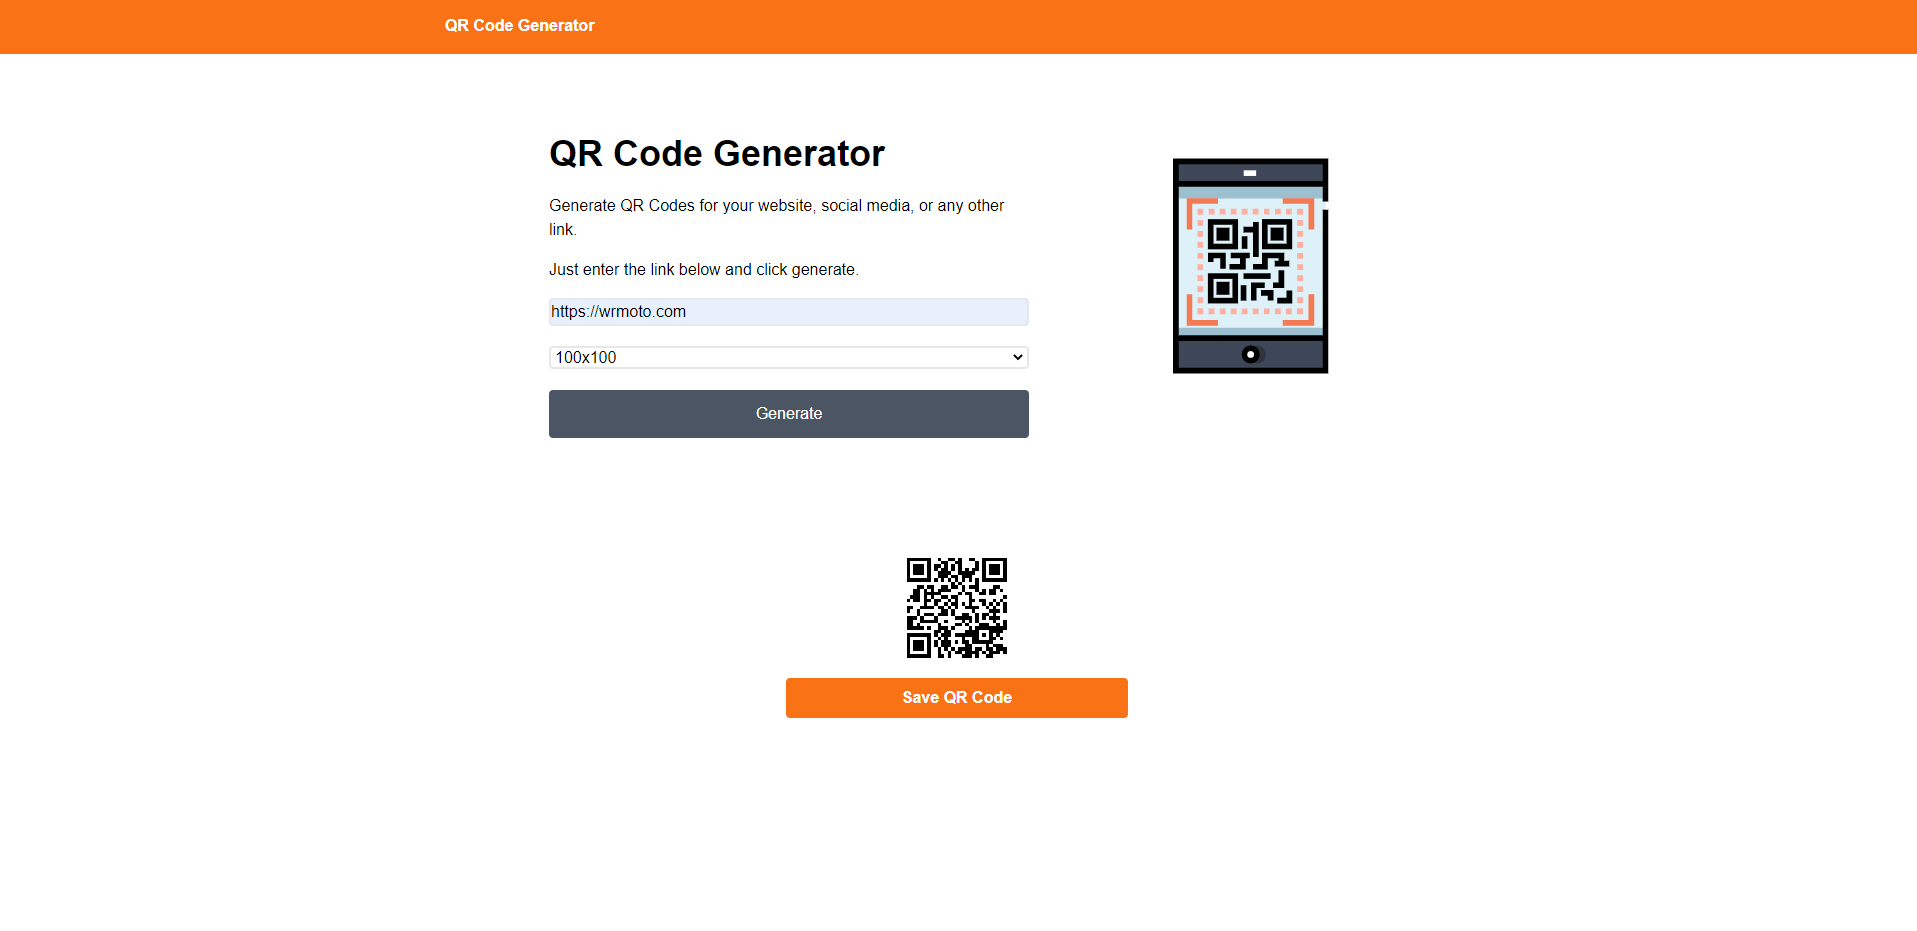 QR Code Generator
QR Code Generator
Generate QR Codes for your website, social media, or any other
link.
Just enter the link below and click generate.
https://wrmoto.com
100x100
Generate
Save QR Code